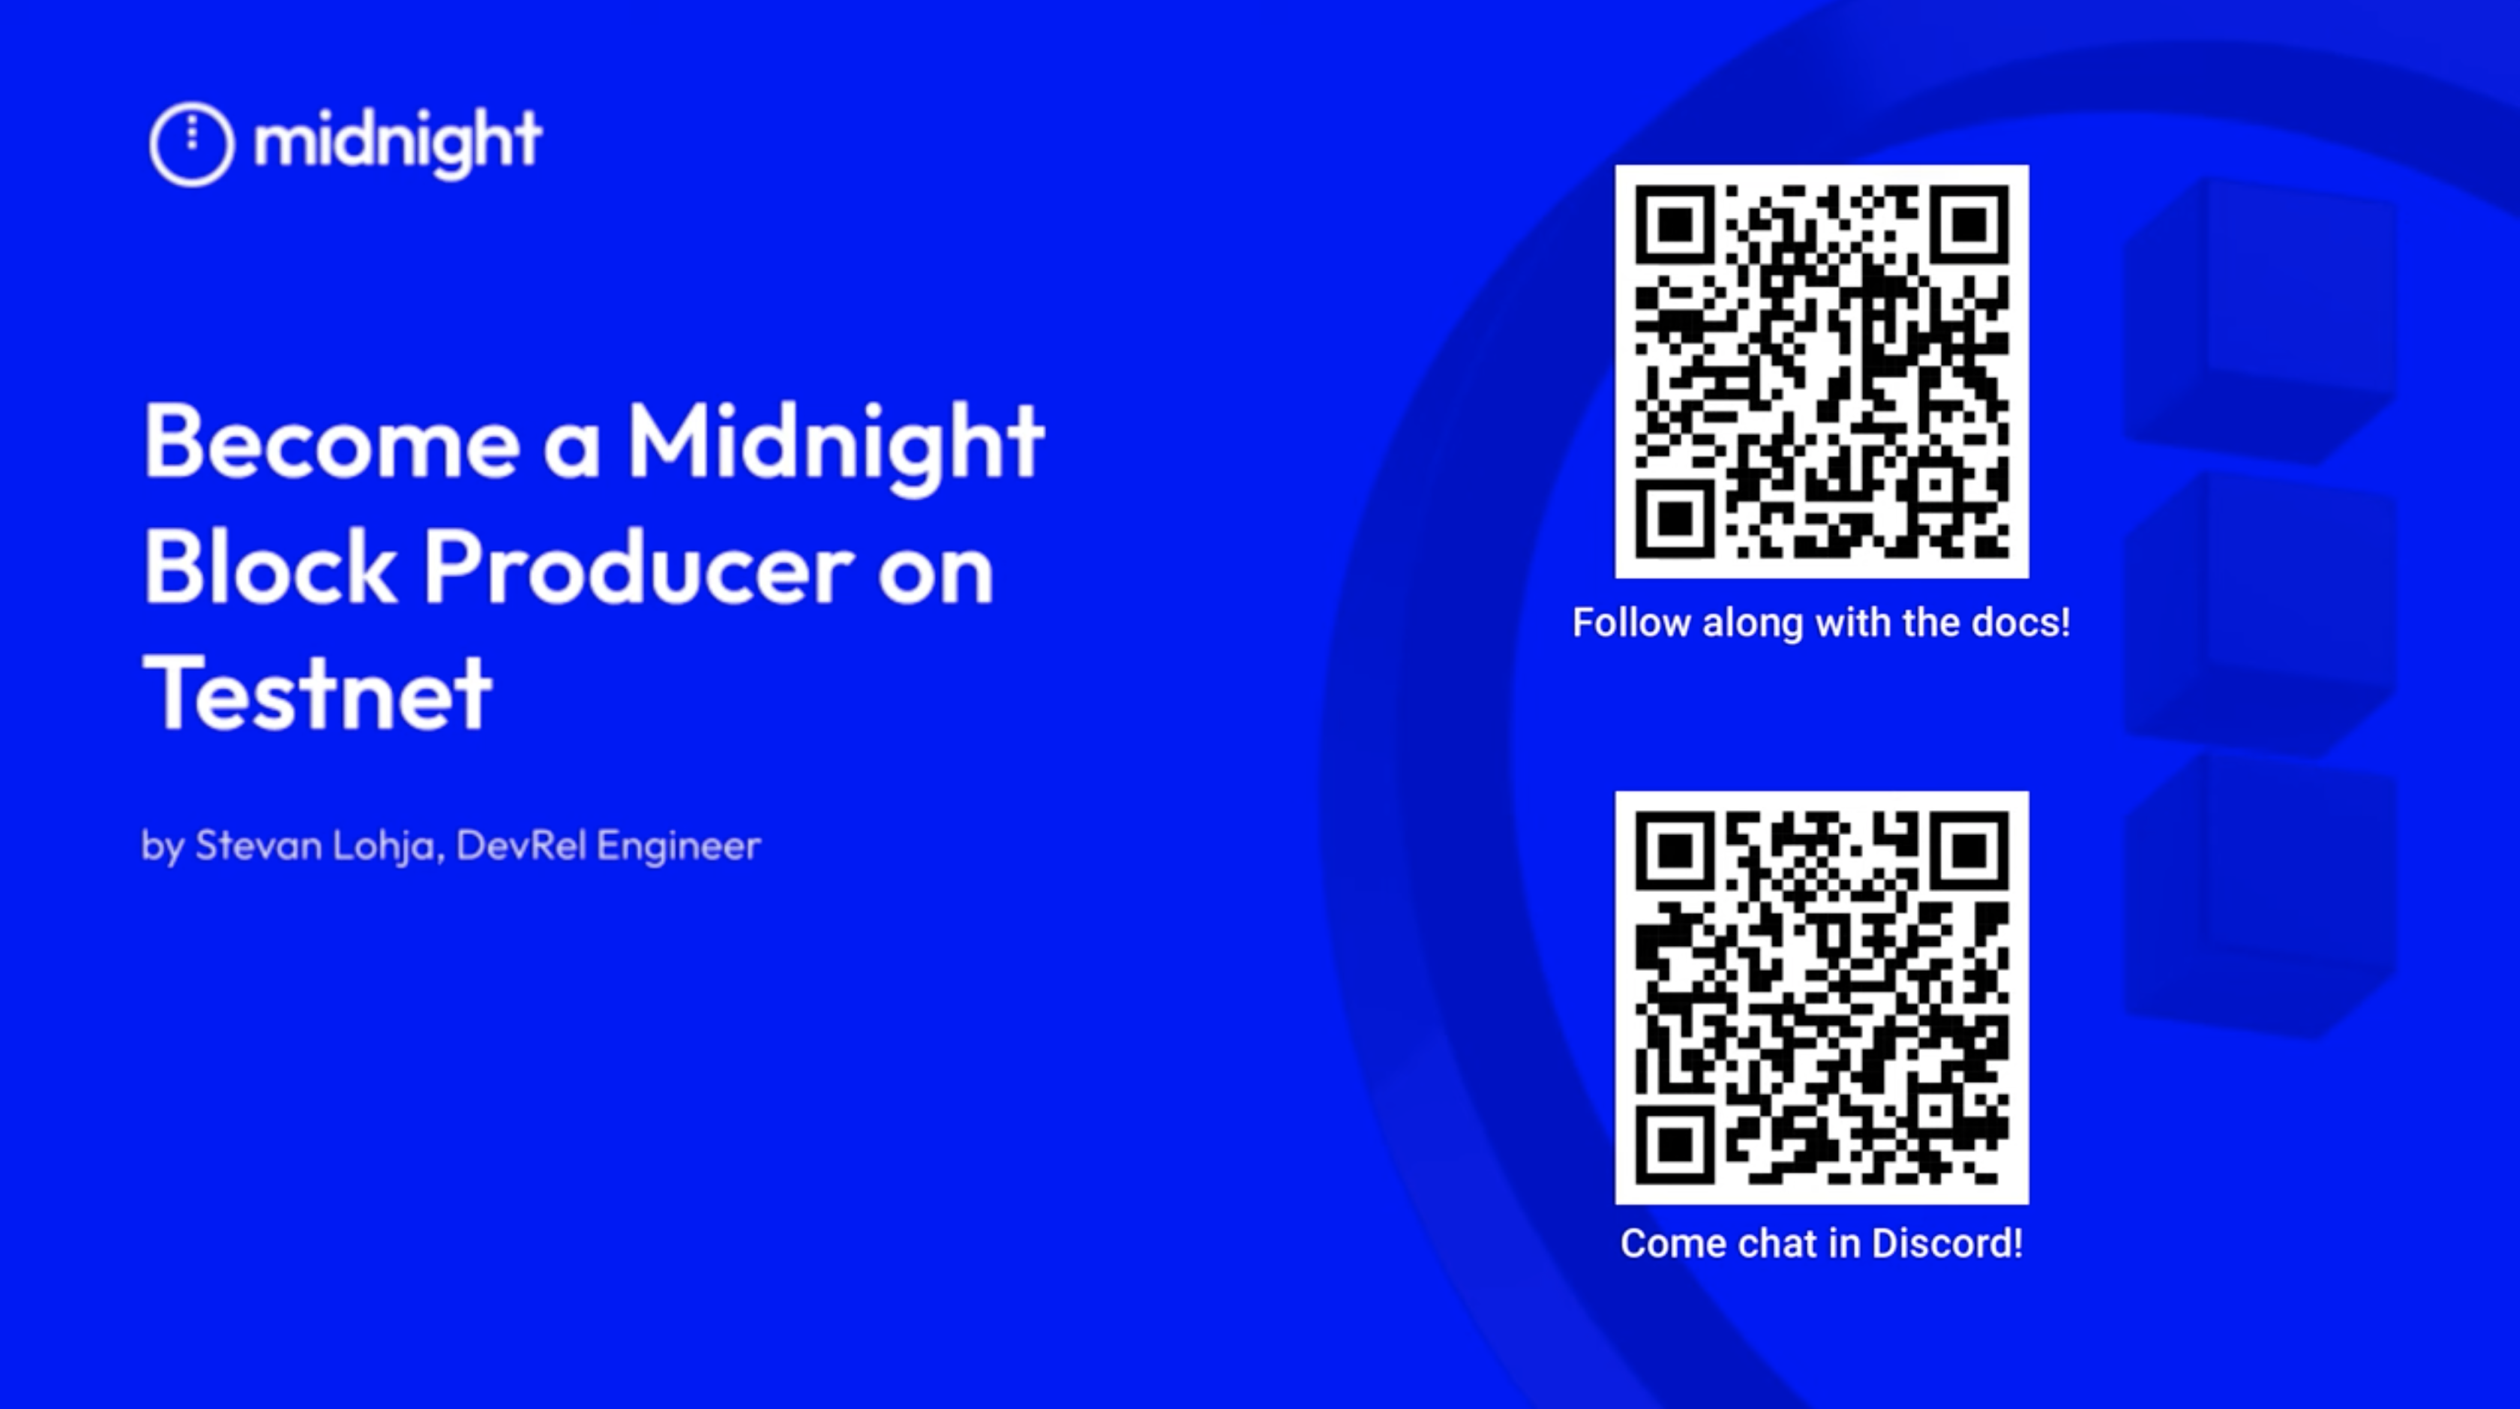 midnight
Become a Midnight
Block Producer on
Testnet
by Stevan Lohja, DevRel Engineer
Follow along with the docs!
Come chat in Discord!